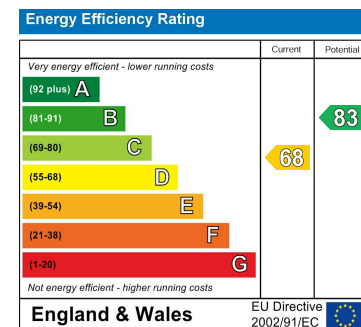 Energy Efficiency Rating
Current Potential
Very energy efficient - lower running costs
(92 plus) A
(81-91) B
83
(69-80) C
68
(55-68) D
(39-54) E
(21-38) F
(1-20) G
Not energy efficient - higher running costs
England & Wales
EU Directive
2002/91/EC